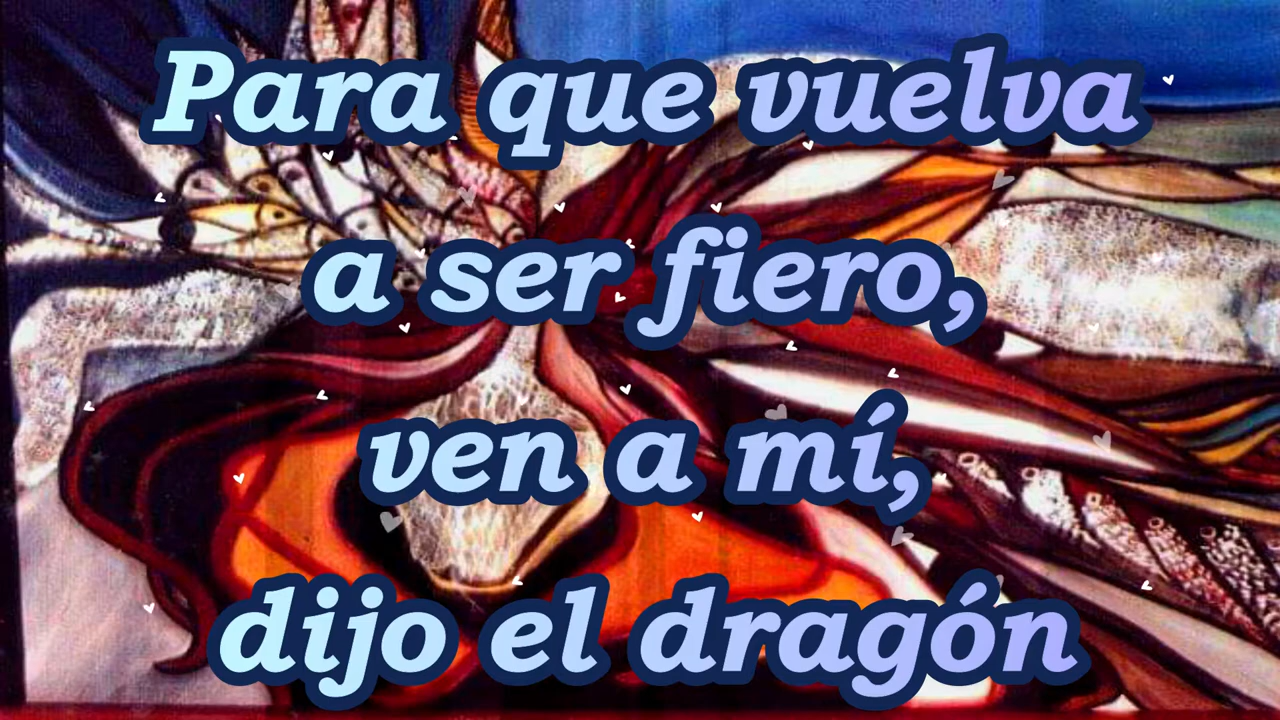 Para que vuelva
a ser fiero,
ven a mí,
dijo el dragón